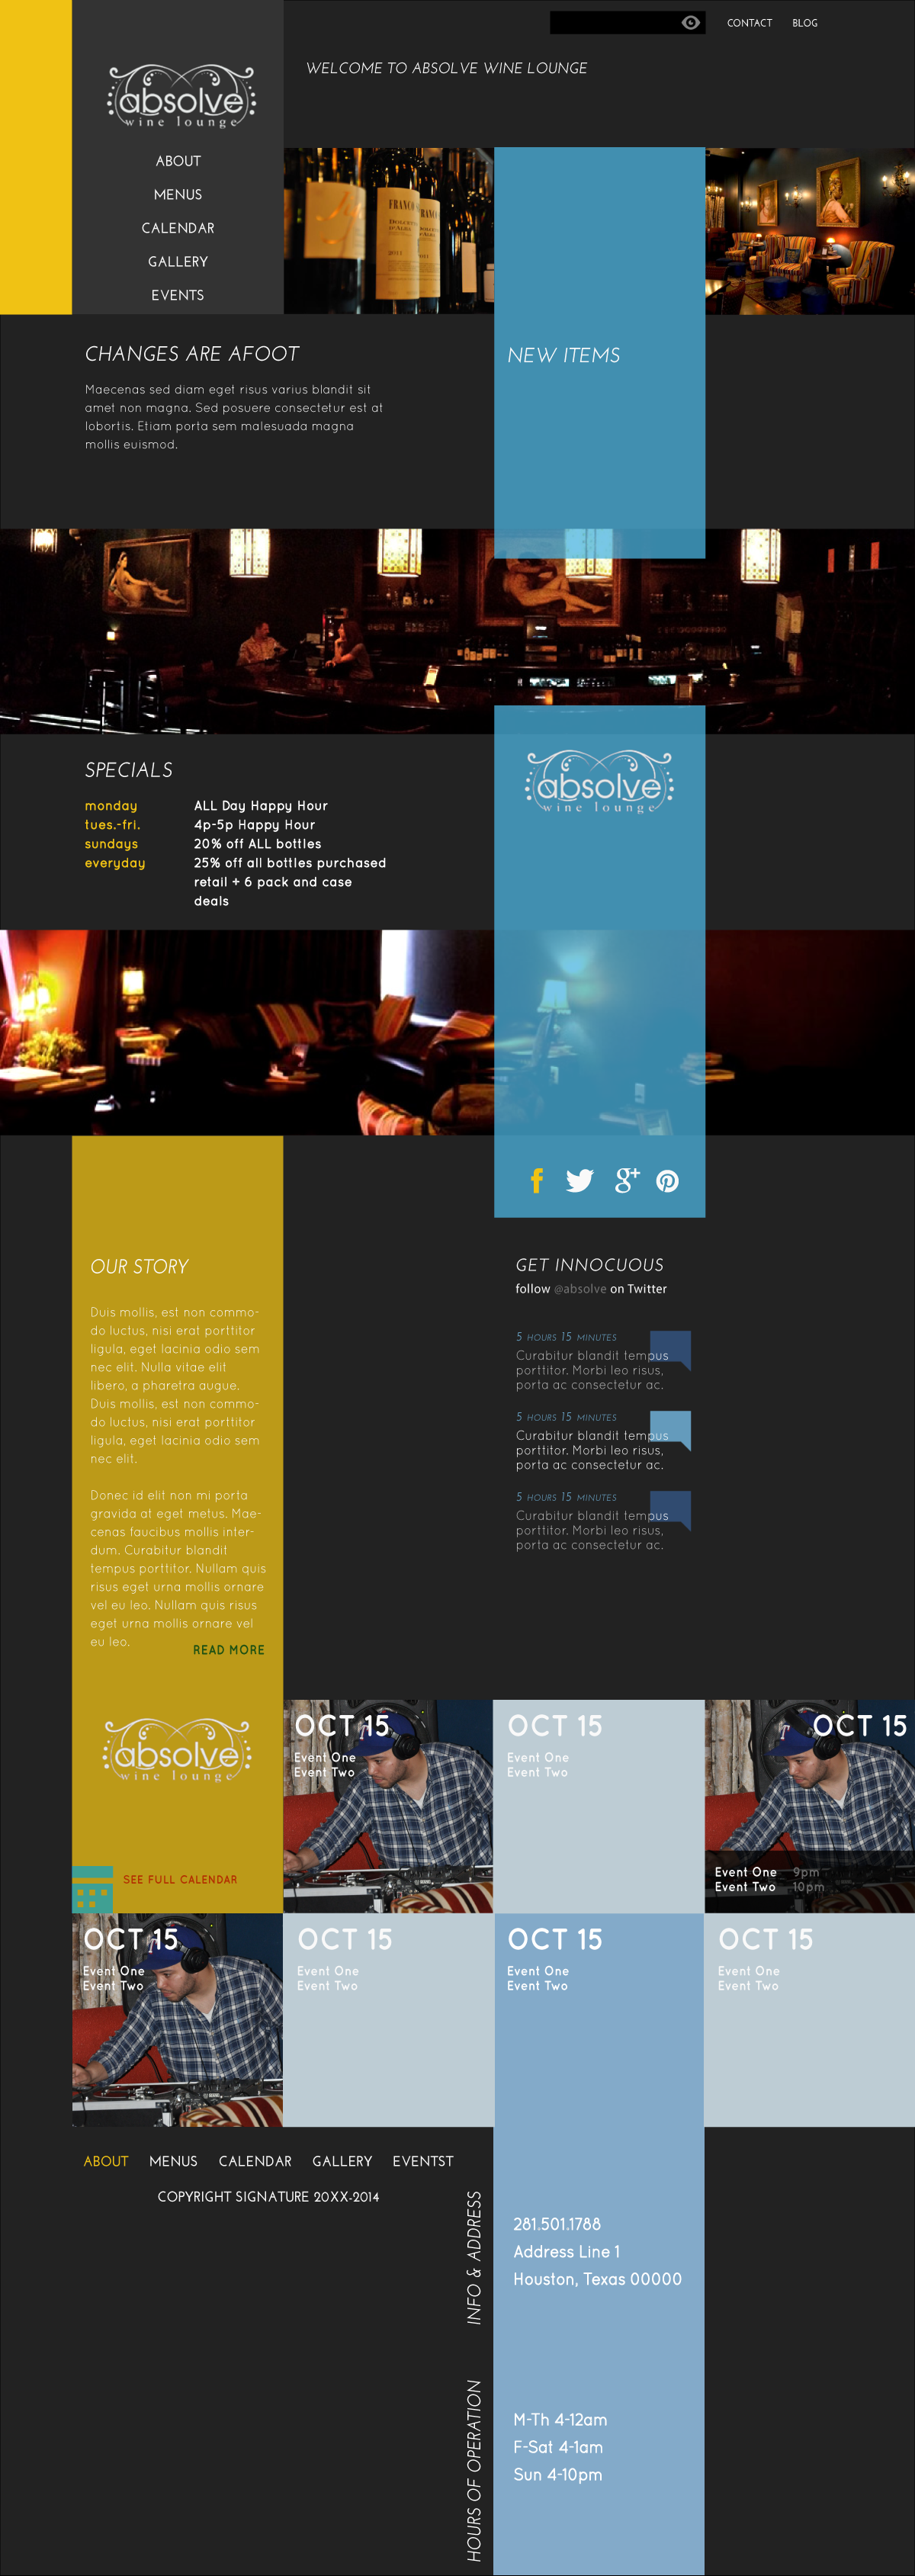 CONTACT BLOG
WELCOME TO ABSOLVE WINE LOUNGE
absolve
wine lounge
ABOUT
MENUS
CALENDAR
GALLERY
EVENTS
FRANCO
DOLCETTO
D'ALBA
CHANGES ARE AFOOT
Maecenas sed diam eget risus varius blandit sit
amet non magna. Sed posuere consectetur est at
lobortis. Etiam porta sem malesuada magna
mollis euismod.
NEW ITEMS
SPECIALS
monday ALL Day Happy Hour
tues.-fri. 4p-5p Happy Hour
sundays 20% off ALL bottles
everyday 25% off all bottles purchased
retail + 6 pack and case
deals
absolve
wine lounge
OUR STORY
Duis mollis, est non commo-
do luctus, nisi erat porttitor
ligula, eget lacinia odio sem
nec elit. Nulla vitae elit
libero, a pharetra augue.
Duis mollis, est non commo-
do luctus, nisi erat porttitor
ligula, eget lacinia odio sem
nec elit.
Donec id elit non mi porta
gravida at eget metus. Mae-
cenas faucibus mollis inter-
dum. Curabitur blandit
tempus porttitor. Nullam quis
risus eget urna mollis ornare
vel eu leo. Nullam quis risus
eget urna mollis ornare vel
eu leo.
READ MORE
absolve
wine lounge
SEE FULL CALENDAR
f g+
GET INNOCUOUS
follow @absolve on Twitter
5 HOURS 15 MINUTES
Curabitur blandit tempus
porttitor. Morbi leo risus,
porta ac consectetur ac.
5 HOURS 15 MINUTES
Curabitur blandit tempus
porttitor. Morbi leo risus,
porta ac consectetur ac.
5 HOURS 15 MINUTES
Curabitur blandit tempus
porttitor. Morbi leo risus,
porta ac consectetur ac.
OCT 15
Event One
Event Two
OCT 15
Event One
Event Two
OCT 15
Event One 9pm
Event Two 10pm
OCT 15
Event One
Event Two
OCT 15
Event One
Event Two
OCT 15
Event One
Event Two
OCT 15
Event One
Event Two
ABOUT MENUS CALENDAR GALLERY EVENTST
COPYRIGHT SIGNATURE 20XX-2014
INFO & ADDRESS
281.501.1788
Address Line 1
Houston, Texas 00000
HOURS OF OPERATION
M-Th 4-12am
F-Sat 4-1am
Sun 4-10pm